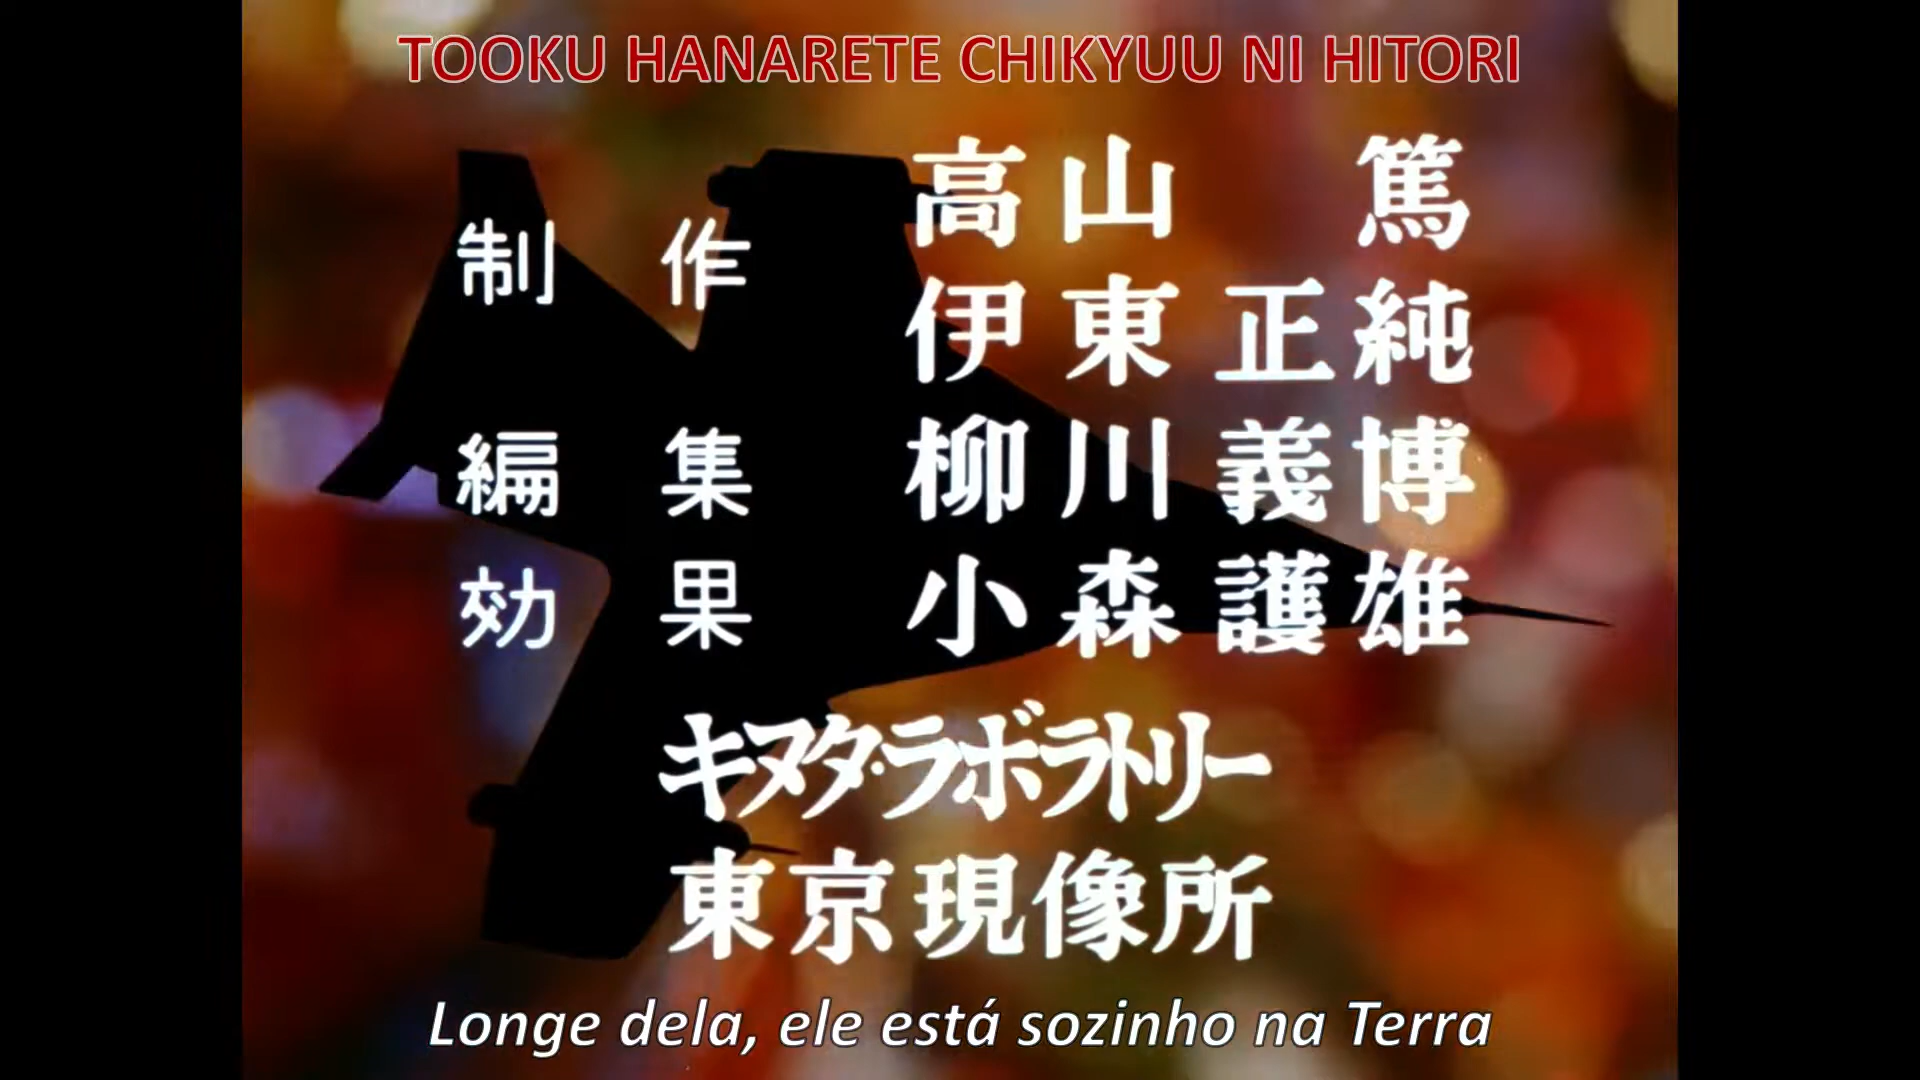 TOOKU HANARETE CHIKYUU NI HITORI
高山 篤
制作
伊東正純
編集 柳川義博
効果 小森護雄
キヌタ・ラボラトリー
東京現像所
Longe dela, ele está sozinho na Terra